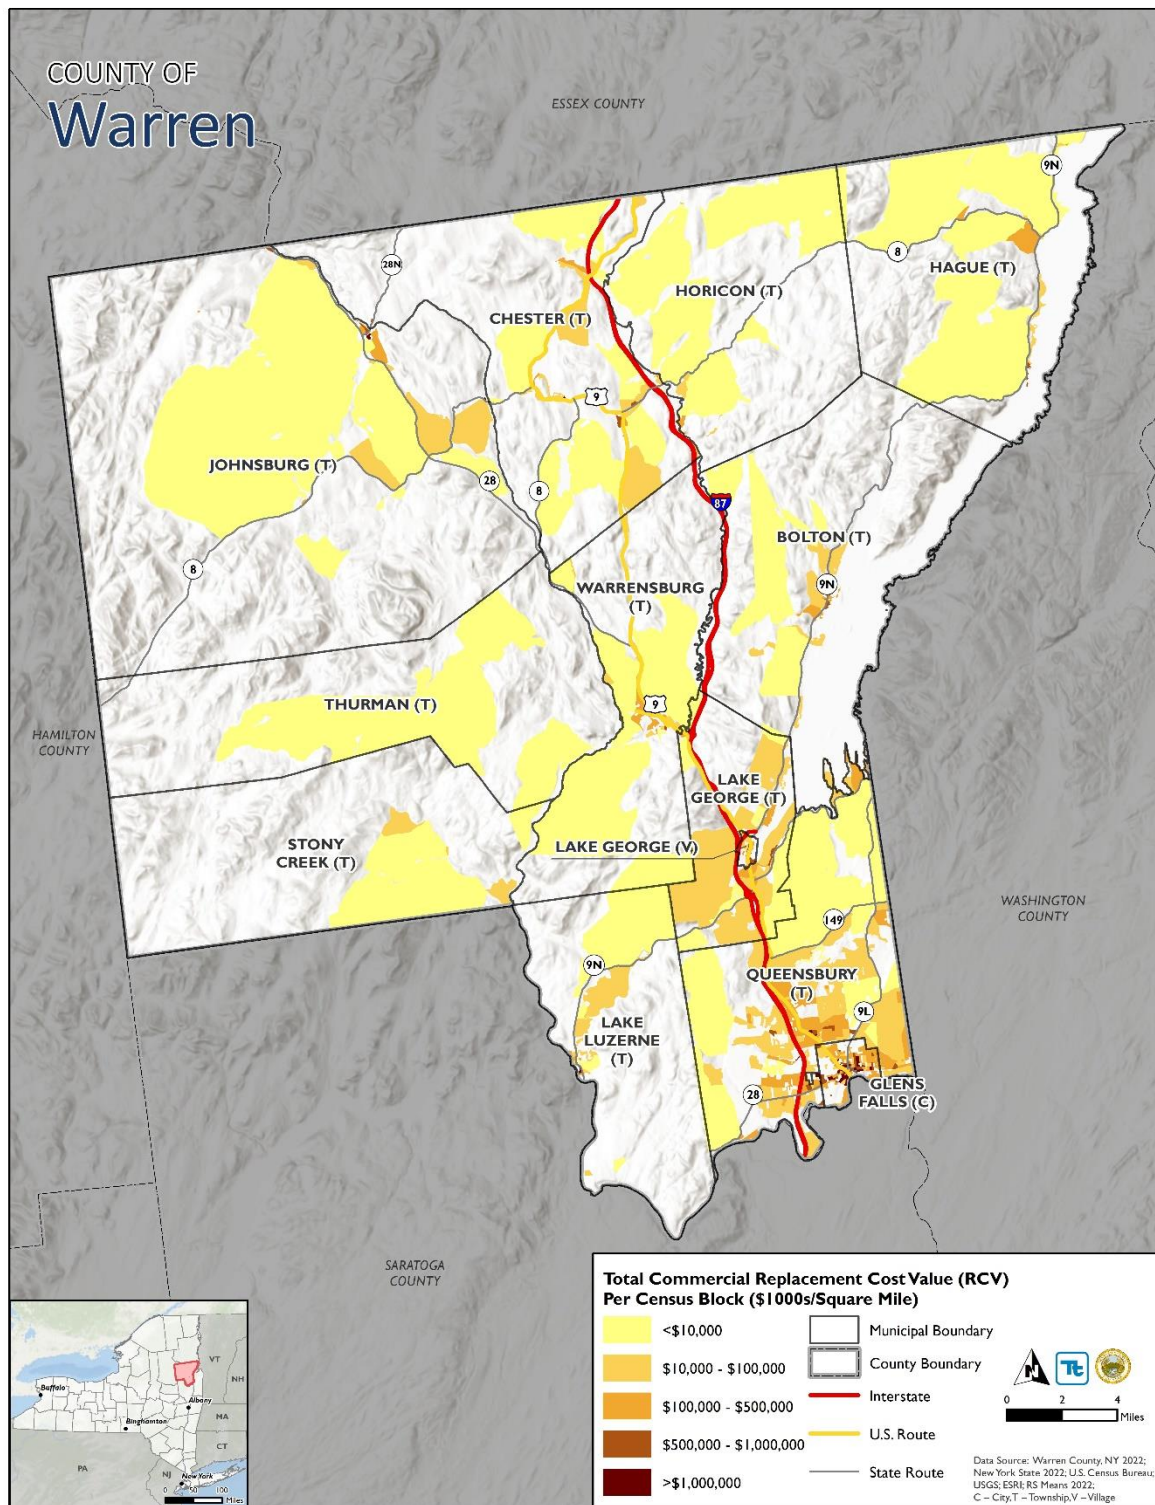 COUNTY OF
Warren
ESSEX COUNTY
9N
28N
8
HAGUE (T)
HORICON (T)
CHESTER (T)
9
JOHNSBURG (T)
28
8
87
BOLTON (T)
8
9N
WARRENSBURG
(T)
THURMAN (T)
9
HAMILTON
COUNTY
LAKE
GEORGE (T)
STONY
CREEK (T)
LAKE GEORGE (V)
WASHINGTON
COUNTY
149
9N
QUEENSBURY
(T)
9L
LAKE
LUZERNE
(T)
28
GLENS
FALLS (C)
SARATOGA
COUNTY
Total Commercial Replacement Cost Value (RCV)
Per Census Block ($1000s/Square Mile)
<$10,000
$10,000 - $100,000
$100,000 - $500,000
$500,000 - $1,000,000
>$1,000,000
Municipal Boundary
County Boundary
Interstate
U.S. Route
State Route
N
Tt
0 2 4
Miles
Data Source: Warren County, NY 2022;
New York State 2022; U.S. Census Bureau;
USGS; ESRI; RS Means 2022;
C – City, T – Township, V – Village
VT
NH
Buffalo
Albany
MA
Binghamton
CT
PA
NJ
New York
0 50 100
Miles